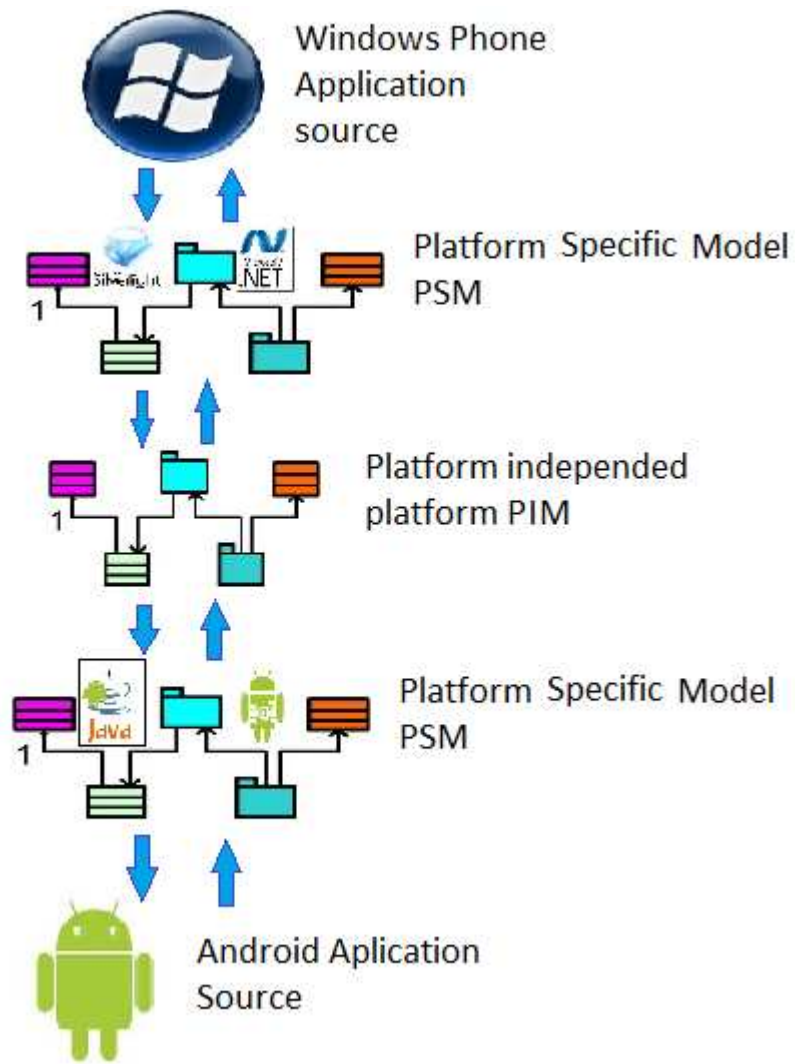 Windows Phone
Application
source
Silverlight
.NET
Platform Specific Model
PSM
1
Platform independed
platform PIM
1
Java
Platform Specific Model
PSM
1
Android Aplication
Source